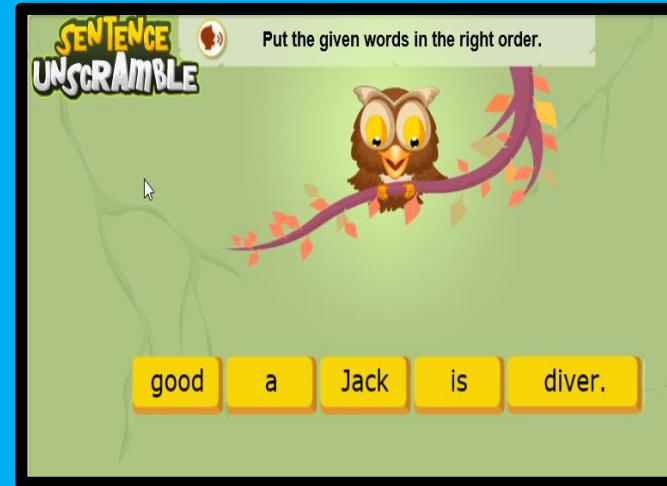 SENTENCE
UNSCRAMBLE
Put the given words in the right order.
good a Jack is diver.